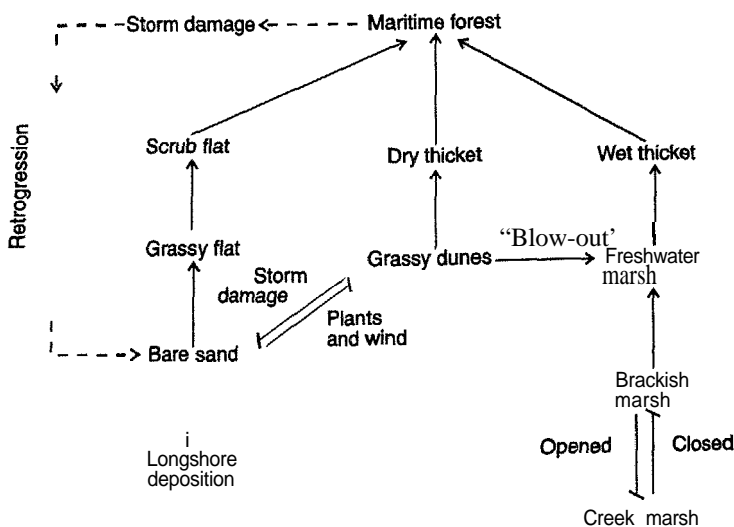 Storm damage
Maritime forest
Retrogression
Scrub flat
Dry thicket
Wet thicket
Grassy flat
Storm
damage
Grassy dunes
“Blow-out’
Freshwater
marsh
Plants
and wind
Bare sand
Brackish
marsh
i
Longshore
deposition
Opened
Closed
Creek marsh